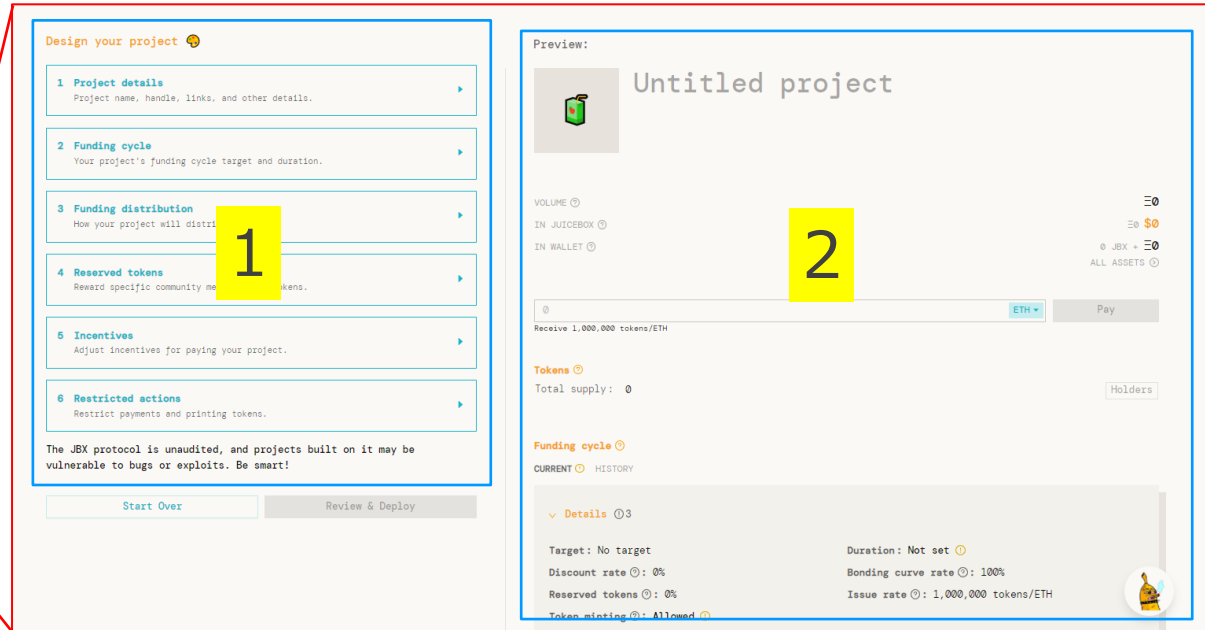 Design your project
1 Project details
Project name, handle, links, and other details.
2 Funding cycle
Your project's funding cycle target and duration.
3 Funding distribution
How your project will distri
4 Reserved tokens
Reward specific community me kens.
5 Incentives
Adjust incentives for paying your project.
6 Restricted actions
Restrict payments and printing tokens.
1
The JBX protocol is unaudited, and projects built on it may be
vulnerable to bugs or exploits. Be smart!
Start Over Review & Deploy
Preview:
Untitled project
VOLUME Ξ0
IN JUICEBOX Ξ0 $0
IN WALLET 0 JBX + Ξ0
ALL ASSETS
2
0 ETH Pay
Receive 1,000,000 tokens/ETH
Tokens
Total supply: 0 Holders
Funding cycle
CURRENT HISTORY
Details 3
Target: No target Duration: Not set
Discount rate: 0% Bonding curve rate: 100%
Reserved tokens: 0% Issue rate: 1,000,000 tokens/ETH
Token minting: Allowed